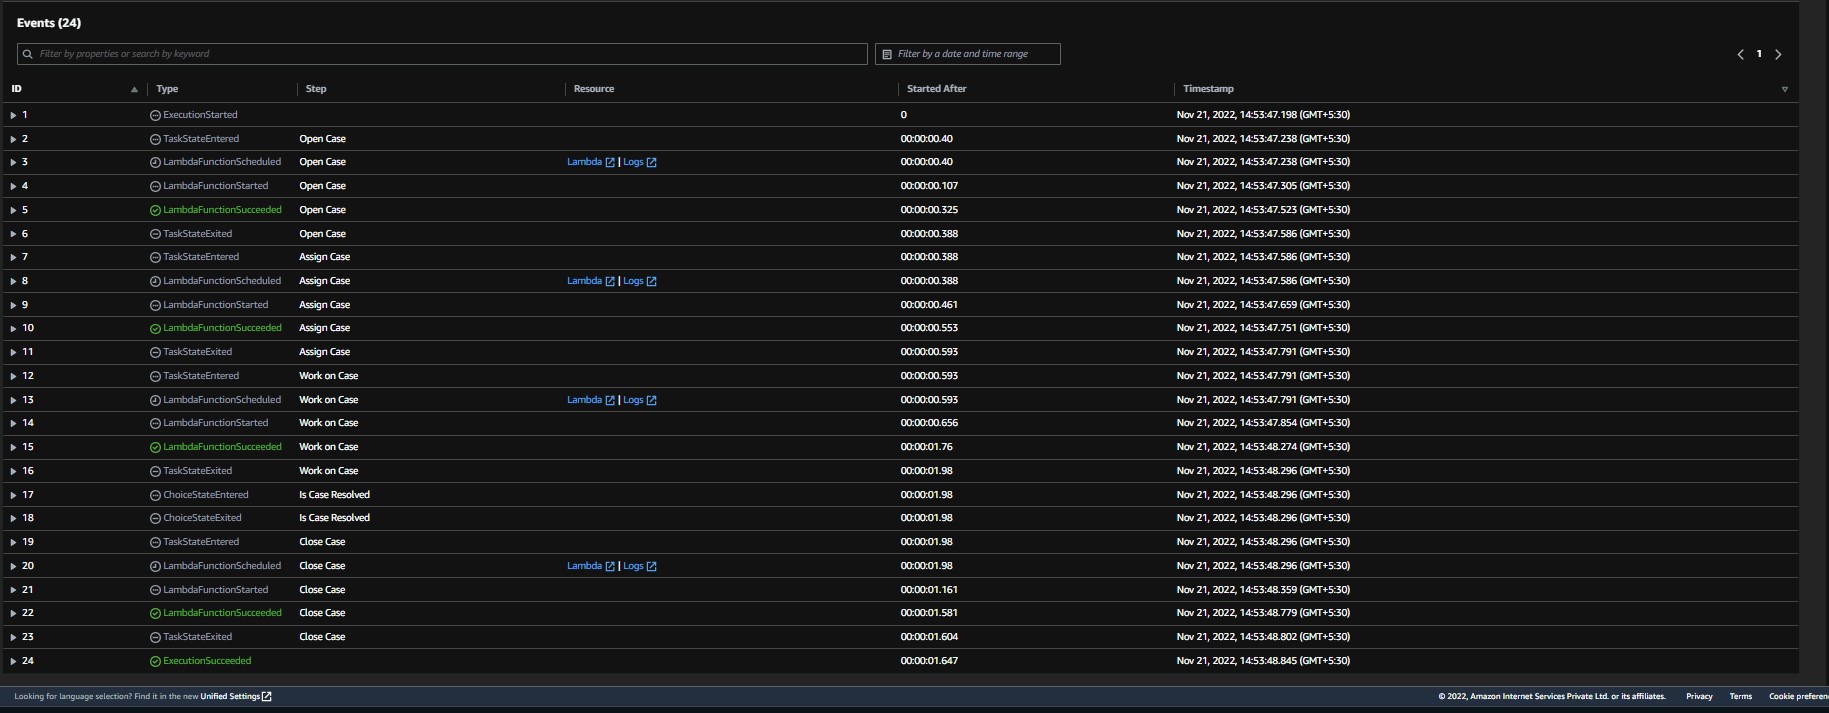 Events (24)
Filter by properties or search by keyword Filter by a date and time range 1
ID Type Step Resource Started After Timestamp
1 ExecutionStarted 0 Nov 21, 2022, 14:53:47.198 (GMT+5:30)
2 TaskStateEntered Open Case 00:00:00.40 Nov 21, 2022, 14:53:47.238 (GMT+5:30)
3 LambdaFunctionScheduled Open Case Lambda | Logs 00:00:00.40 Nov 21, 2022, 14:53:47.238 (GMT+5:30)
4 LambdaFunctionStarted Open Case 00:00:00.107 Nov 21, 2022, 14:53:47.305 (GMT+5:30)
5 LambdaFunctionSucceeded Open Case 00:00:00.325 Nov 21, 2022, 14:53:47.523 (GMT+5:30)
6 TaskStateExited Open Case 00:00:00.388 Nov 21, 2022, 14:53:47.586 (GMT+5:30)
7 TaskStateEntered Assign Case 00:00:00.388 Nov 21, 2022, 14:53:47.586 (GMT+5:30)
8 LambdaFunctionScheduled Assign Case Lambda | Logs 00:00:00.388 Nov 21, 2022, 14:53:47.586 (GMT+5:30)
9 LambdaFunctionStarted Assign Case 00:00:00.461 Nov 21, 2022, 14:53:47.659 (GMT+5:30)
10 LambdaFunctionSucceeded Assign Case 00:00:00.553 Nov 21, 2022, 14:53:47.751 (GMT+5:30)
11 TaskStateExited Assign Case 00:00:00.593 Nov 21, 2022, 14:53:47.791 (GMT+5:30)
12 TaskStateEntered Work on Case 00:00:00.593 Nov 21, 2022, 14:53:47.791 (GMT+5:30)
13 LambdaFunctionScheduled Work on Case Lambda | Logs 00:00:00.593 Nov 21, 2022, 14:53:47.791 (GMT+5:30)
14 LambdaFunctionStarted Work on Case 00:00:00.656 Nov 21, 2022, 14:53:47.854 (GMT+5:30)
15 LambdaFunctionSucceeded Work on Case 00:00:01.76 Nov 21, 2022, 14:53:48.274 (GMT+5:30)
16 TaskStateExited Work on Case 00:00:01.98 Nov 21, 2022, 14:53:48.296 (GMT+5:30)
17 ChoiceStateEntered Is Case Resolved 00:00:01.98 Nov 21, 2022, 14:53:48.296 (GMT+5:30)
18 ChoiceStateExited Is Case Resolved 00:00:01.98 Nov 21, 2022, 14:53:48.296 (GMT+5:30)
19 TaskStateEntered Close Case 00:00:01.98 Nov 21, 2022, 14:53:48.296 (GMT+5:30)
20 LambdaFunctionScheduled Close Case Lambda | Logs 00:00:01.98 Nov 21, 2022, 14:53:48.296 (GMT+5:30)
21 LambdaFunctionStarted Close Case 00:00:01.161 Nov 21, 2022, 14:53:48.359 (GMT+5:30)
22 LambdaFunctionSucceeded Close Case 00:00:01.581 Nov 21, 2022, 14:53:48.779 (GMT+5:30)
23 TaskStateExited Close Case 00:00:01.604 Nov 21, 2022, 14:53:48.802 (GMT+5:30)
24 ExecutionSucceeded 00:00:01.647 Nov 21, 2022, 14:53:48.845 (GMT+5:30)
Looking for language selection? Find it in the new Unified Settings © 2022, Amazon Internet Services Private Ltd. or its affiliates. Privacy Terms Cookie preferen